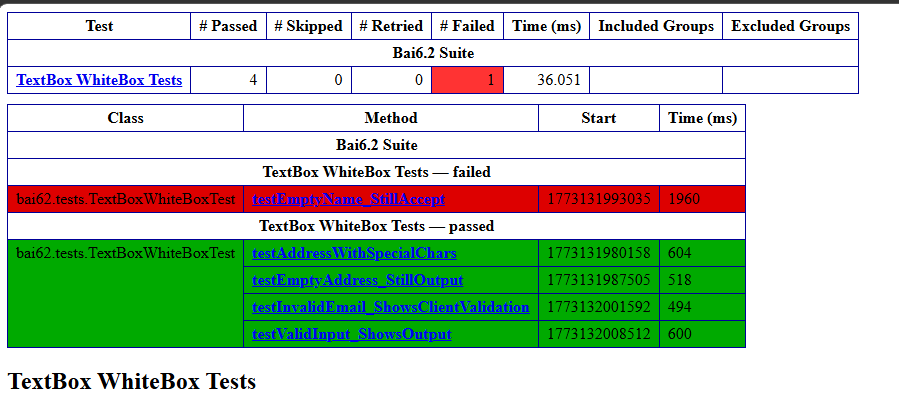 Test # Passed # Skipped # Retried # Failed Time (ms) Included Groups Excluded Groups
Bai6.2 Suite
TextBox WhiteBox Tests 4 0 0 1 36.051
Class Method Start Time (ms)
Bai6.2 Suite
TextBox WhiteBox Tests — failed
bai62.tests.TextBoxWhiteBoxTest testEmptyName_StillAccept 1773131993035 1960
TextBox WhiteBox Tests — passed
bai62.tests.TextBoxWhiteBoxTest testAddressWithSpecialChars 1773131980158 604
testEmptyAddress_StillOutput 1773131987505 518
testInvalidEmail_ShowsClientValidation 1773132001592 494
testValidInput_ShowsOutput 1773132008512 600
TextBox WhiteBox Tests